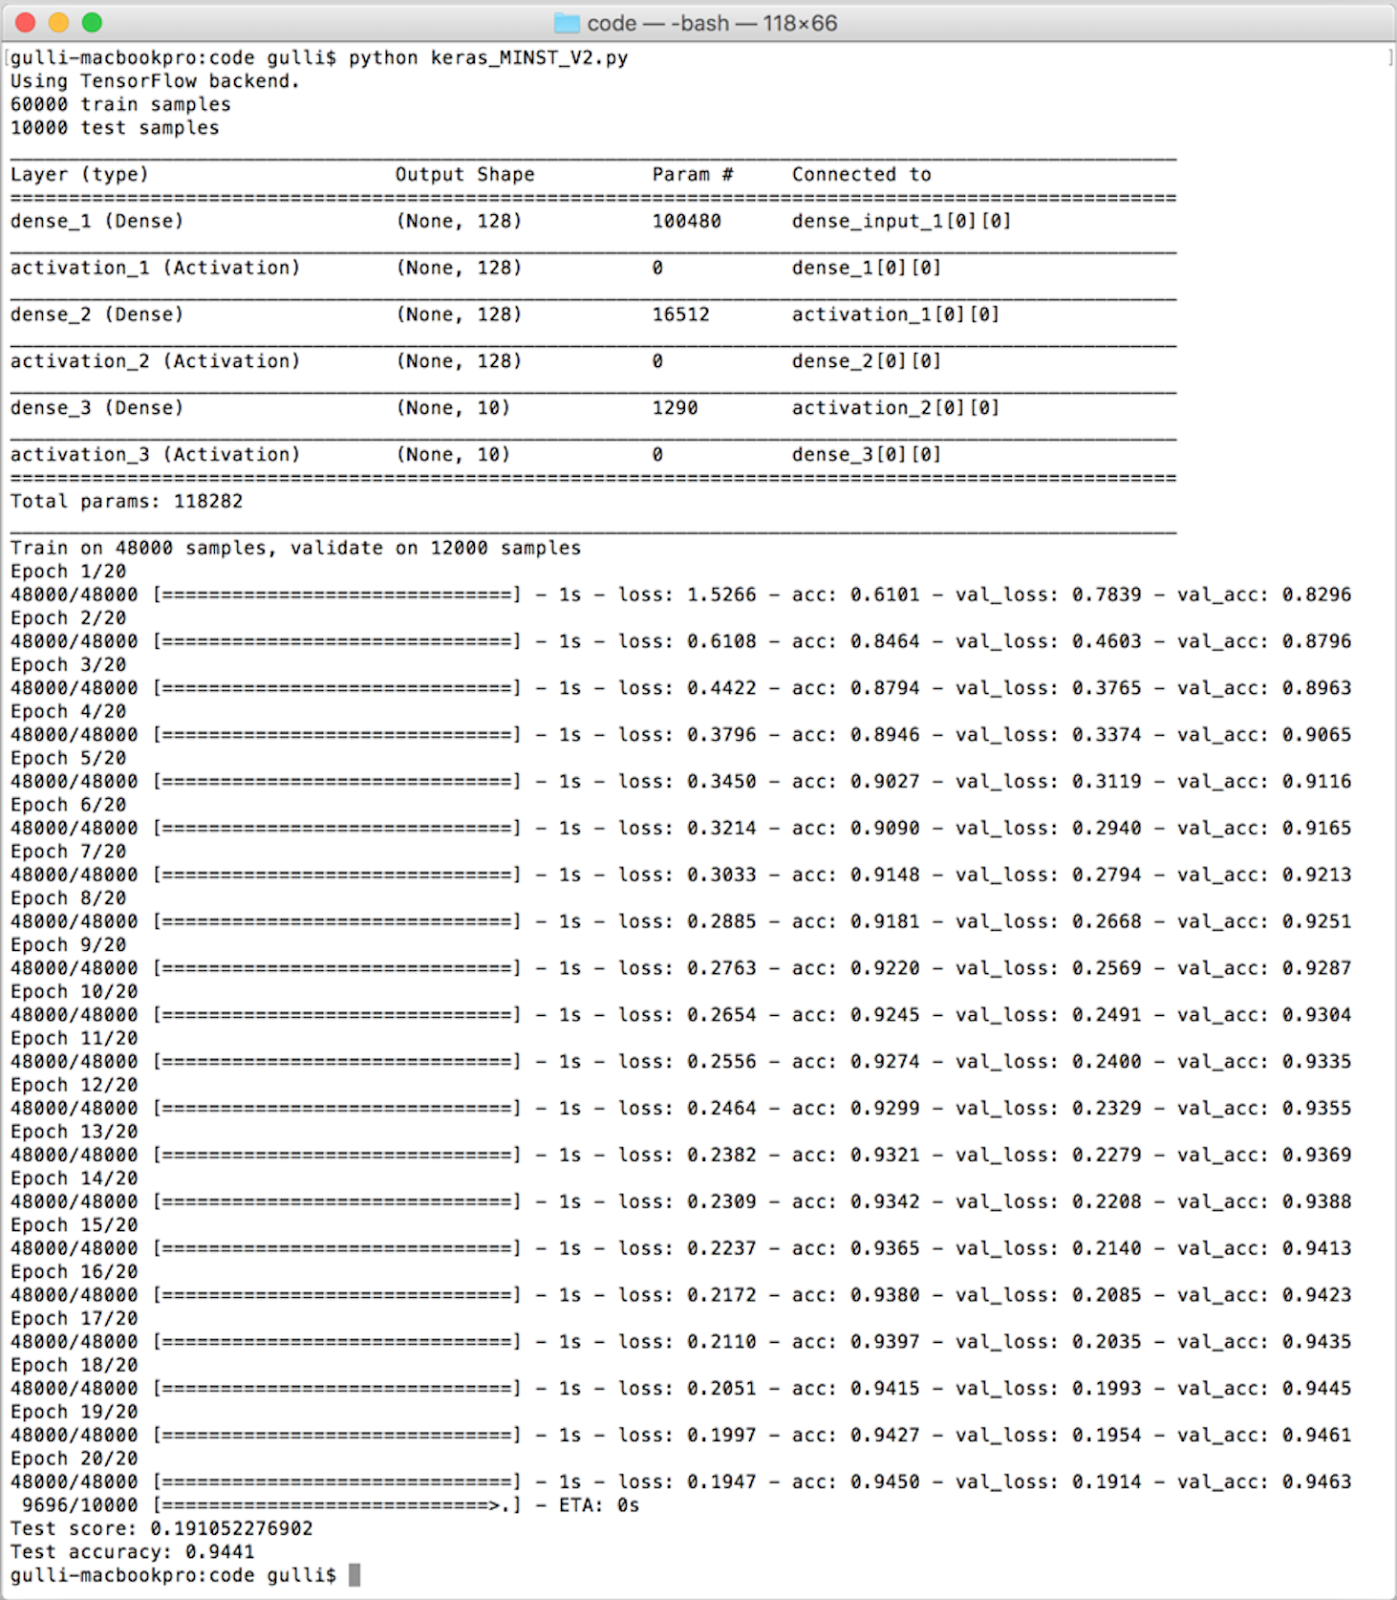 code — -bash — 118×66
[gulli-macbookpro:code gulli$ python keras_MINST_V2.py ]
Using TensorFlow backend.
60000 train samples
10000 test samples
____________________________________________________________________________________________________
Layer (type)                     Output Shape          Param #     Connected to
====================================================================================================
dense_1 (Dense)                  (None, 128)           100480      dense_input_1[0][0]
____________________________________________________________________________________________________
activation_1 (Activation)        (None, 128)           0           dense_1[0][0]
____________________________________________________________________________________________________
dense_2 (Dense)                  (None, 128)           16512       activation_1[0][0]
____________________________________________________________________________________________________
activation_2 (Activation)        (None, 128)           0           dense_2[0][0]
____________________________________________________________________________________________________
dense_3 (Dense)                  (None, 10)            1290        activation_2[0][0]
____________________________________________________________________________________________________
activation_3 (Activation)        (None, 10)            0           dense_3[0][0]
====================================================================================================
Total params: 118282
____________________________________________________________________________________________________
Train on 48000 samples, validate on 12000 samples
Epoch 1/20
48000/48000 [==============================] - 1s - loss: 1.5266 - acc: 0.6101 - val_loss: 0.7839 - val_acc: 0.8296
Epoch 2/20
48000/48000 [==============================] - 1s - loss: 0.6108 - acc: 0.8464 - val_loss: 0.4603 - val_acc: 0.8796
Epoch 3/20
48000/48000 [==============================] - 1s - loss: 0.4422 - acc: 0.8794 - val_loss: 0.3765 - val_acc: 0.8963
Epoch 4/20
48000/48000 [==============================] - 1s - loss: 0.3796 - acc: 0.8946 - val_loss: 0.3374 - val_acc: 0.9065
Epoch 5/20
48000/48000 [==============================] - 1s - loss: 0.3450 - acc: 0.9027 - val_loss: 0.3119 - val_acc: 0.9116
Epoch 6/20
48000/48000 [==============================] - 1s - loss: 0.3214 - acc: 0.9090 - val_loss: 0.2940 - val_acc: 0.9165
Epoch 7/20
48000/48000 [==============================] - 1s - loss: 0.3033 - acc: 0.9148 - val_loss: 0.2794 - val_acc: 0.9213
Epoch 8/20
48000/48000 [==============================] - 1s - loss: 0.2885 - acc: 0.9181 - val_loss: 0.2668 - val_acc: 0.9251
Epoch 9/20
48000/48000 [==============================] - 1s - loss: 0.2763 - acc: 0.9220 - val_loss: 0.2569 - val_acc: 0.9287
Epoch 10/20
48000/48000 [==============================] - 1s - loss: 0.2654 - acc: 0.9245 - val_loss: 0.2491 - val_acc: 0.9304
Epoch 11/20
48000/48000 [==============================] - 1s - loss: 0.2556 - acc: 0.9274 - val_loss: 0.2400 - val_acc: 0.9335
Epoch 12/20
48000/48000 [==============================] - 1s - loss: 0.2464 - acc: 0.9299 - val_loss: 0.2329 - val_acc: 0.9355
Epoch 13/20
48000/48000 [==============================] - 1s - loss: 0.2382 - acc: 0.9321 - val_loss: 0.2279 - val_acc: 0.9369
Epoch 14/20
48000/48000 [==============================] - 1s - loss: 0.2309 - acc: 0.9342 - val_loss: 0.2208 - val_acc: 0.9388
Epoch 15/20
48000/48000 [==============================] - 1s - loss: 0.2237 - acc: 0.9365 - val_loss: 0.2140 - val_acc: 0.9413
Epoch 16/20
48000/48000 [==============================] - 1s - loss: 0.2172 - acc: 0.9380 - val_loss: 0.2085 - val_acc: 0.9423
Epoch 17/20
48000/48000 [==============================] - 1s - loss: 0.2110 - acc: 0.9397 - val_loss: 0.2035 - val_acc: 0.9435
Epoch 18/20
48000/48000 [==============================] - 1s - loss: 0.2051 - acc: 0.9415 - val_loss: 0.1993 - val_acc: 0.9445
Epoch 19/20
48000/48000 [==============================] - 1s - loss: 0.1997 - acc: 0.9427 - val_loss: 0.1954 - val_acc: 0.9461
Epoch 20/20
48000/48000 [==============================] - 1s - loss: 0.1947 - acc: 0.9450 - val_loss: 0.1914 - val_acc: 0.9463
 9696/10000 [============================>.] - ETA: 0s
Test score: 0.191052276902
Test accuracy: 0.9441
gulli-macbookpro:code gulli$